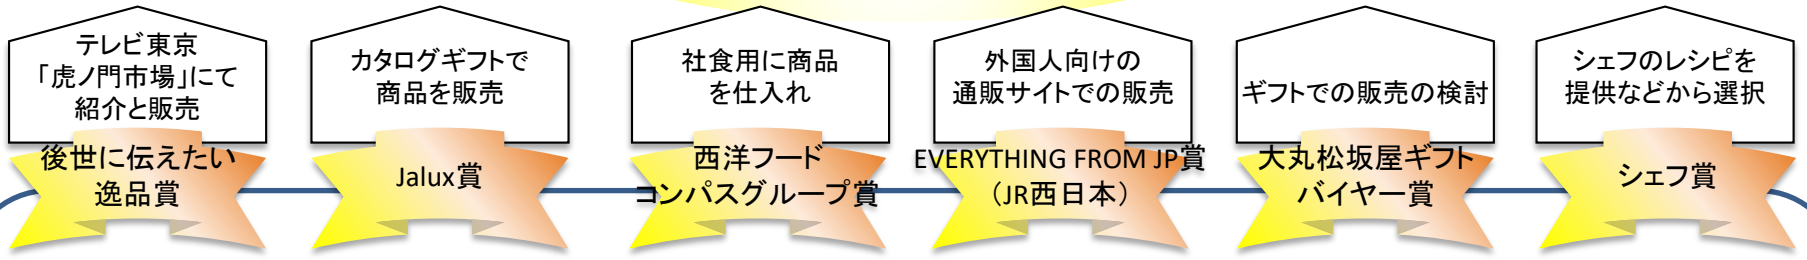 テレビ東京
「虎ノ門市場」にて
紹介と販売
後世に伝えたい
逸品賞
カタログギフトで
商品を販売
Jalux賞
社食用に商品
を仕入れ
西洋フード
コンパスグループ賞
外国人向けの
通販サイトでの販売
EVERYTHING FROM JP賞
（JR西日本）
ギフトでの販売の検討
大丸松坂屋ギフト
バイヤー賞
シェフのレシピを
提供などから選択
シェフ賞